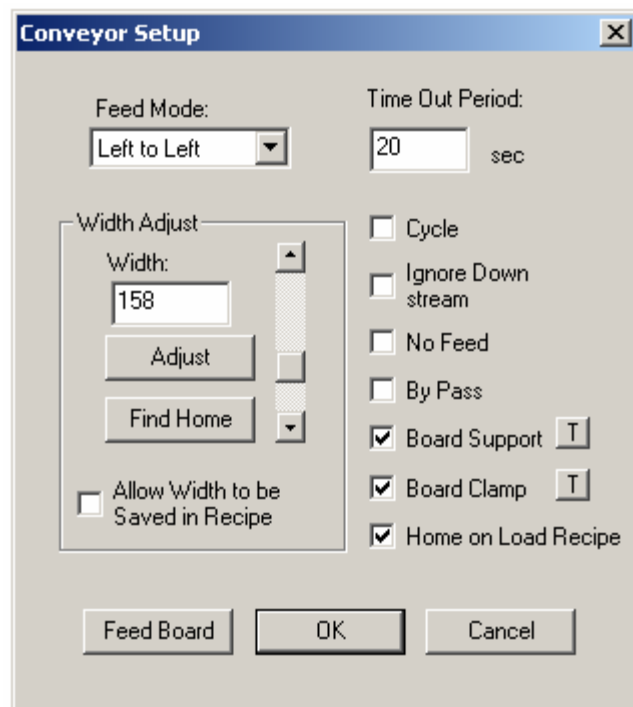 Conveyor Setup
Feed Mode:
Left to Left
Time Out Period:
20 sec
Width Adjust
Width:
158
Adjust
Find Home
Allow Width to be
Saved in Recipe
Cycle
Ignore Down
stream
No Feed
By Pass
Board Support T
Board Clamp T
Home on Load Recipe
Feed Board OK Cancel